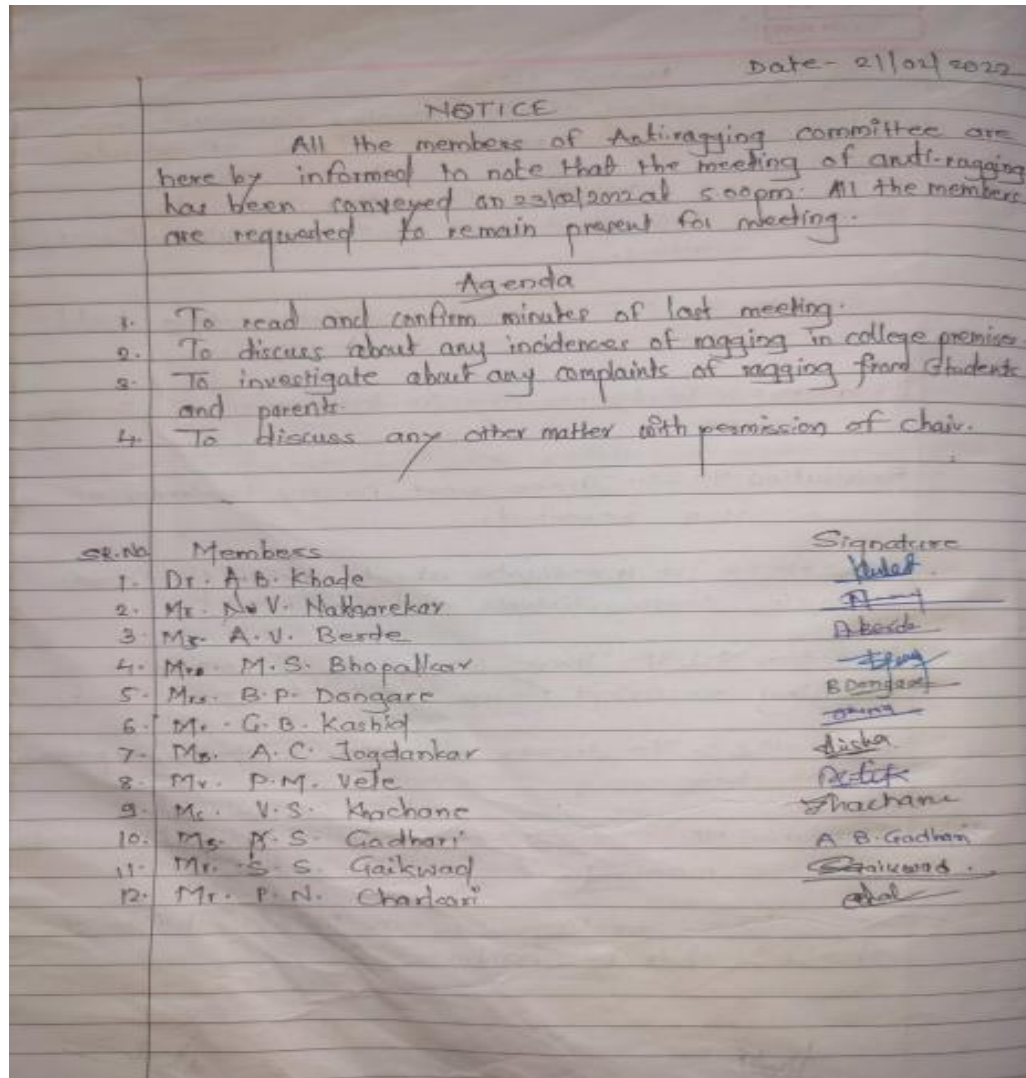 Date- 21/02/2022
NOTICE
All the members of Antiragging committee are
here by informed to note that the meeting of anti-ragging
has been conveyed on 23/02/2022 at 5.00pm. All the members
are requested to remain present for meeting.
Agenda
1. To read and confirm minutes of last meeting.
2. To discuss about any incidences of ragging in college premises
3. To investigate about any complaints of ragging from Students
and parents.
4. To discuss any other matter with permission of chair.
SR.No Members Signature
1. Dr. A.B. Khade
2. Mr. N.V. Nakharekar
3. Mr. A.V. Berde A berde
4. Mrs. M.S. Bhopalkar
5. Mrs. B.P. Dongare B Dongare
6. Mr. G.B. Kashid
7. Ms. A.C. Jogdankar
8. Mr. P.M. Vele
9. V.S. Khochane
10. Ms. S. Gadhari A B. Gadhari
11. Mr. S. S. Gaikwad Gaikwad
12. Mr. P.N.